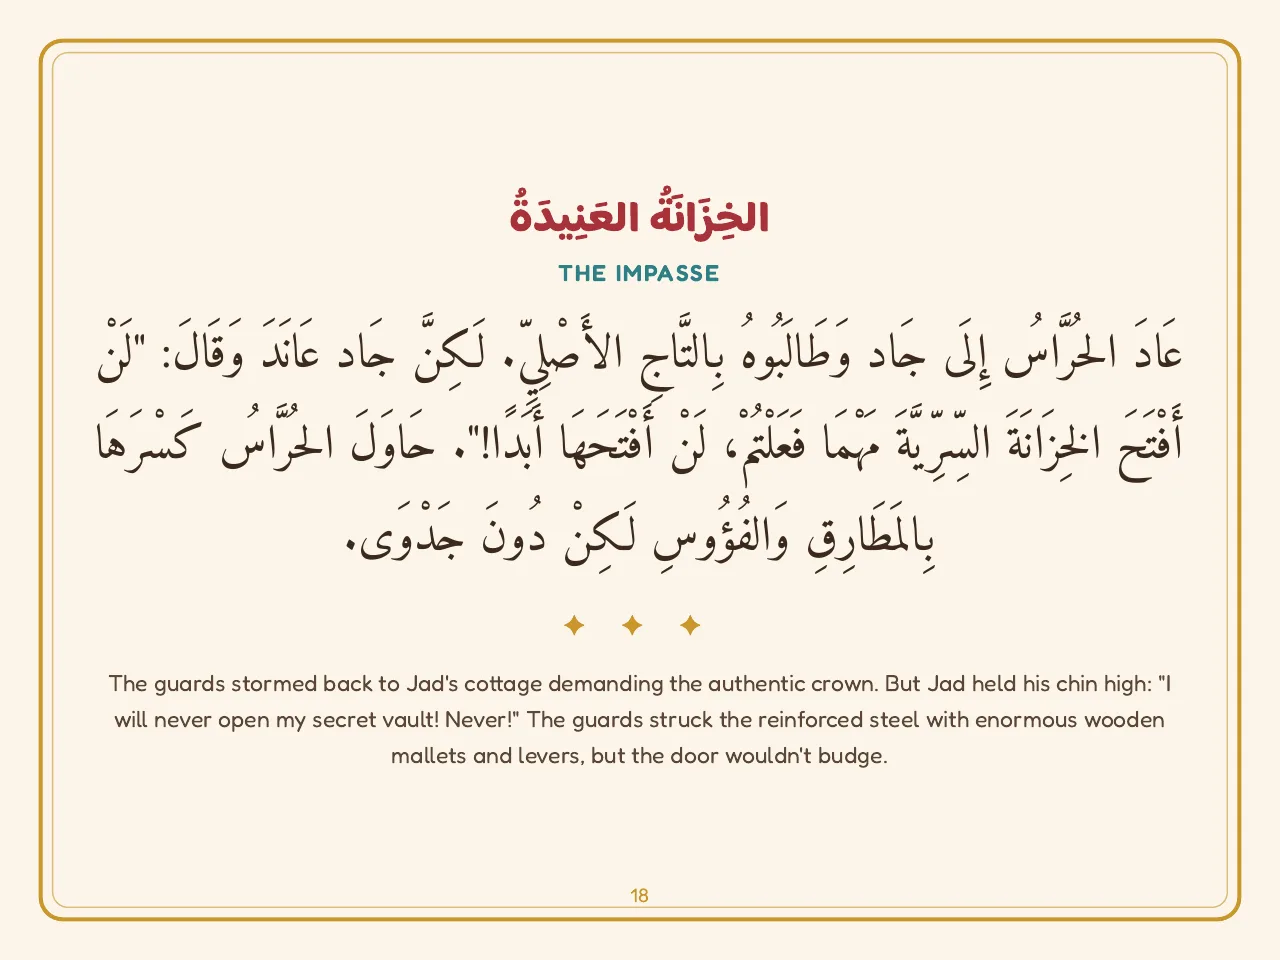 الخِزَانَةُ العَنِيدَةُ
THE IMPASSE
عَادَ الحُرَّاسُ إِلَى جَاد وَطَالَبُوهُ بِالتَّاجِ الأَصْلِيِّ. لَكِنَّ جَاد عَانَدَ وَقَالَ: "لَنْ
أَفْتَحَ الخِزَانَةَ السِّرِّيَّةَ مَهْمَا فَعَلْتُمْ، لَنْ أَفْتَحَهَا أَبَدًا!". حَاوَلَ الحُرَّاسُ كَسْرَهَا
بِالمَطَارِقِ وَالفُؤُوسِ لَكِنْ دُونَ جَدْوَى.
The guards stormed back to Jad's cottage demanding the authentic crown. But Jad held his chin high: "I
will never open my secret vault! Never!" The guards struck the reinforced steel with enormous wooden
mallets and levers, but the door wouldn't budge.
18